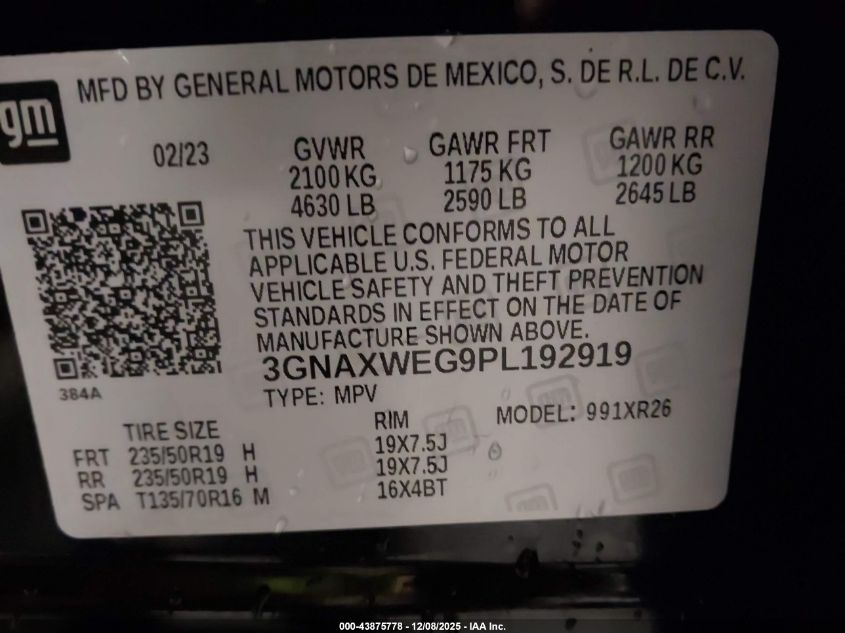 MFD BY GENERAL MOTORS DE MEXICO, S. DE R.L. DE C.V.
gm
02/23
GVWR
2100 KG
4630 LB
GAWR FRT
1175 KG
2590 LB
GAWR RR
1200 KG
2645 LB
THIS VEHICLE CONFORMS TO ALL
APPLICABLE U.S. FEDERAL MOTOR
VEHICLE SAFETY AND THEFT PREVENTION
STANDARDS IN EFFECT ON THE DATE OF
MANUFACTURE SHOWN ABOVE.
3GNAXWEG9PL192919
384A
TYPE: MPV
MODEL: 991XR26
TIRE SIZE RIM
FRT 235/50R19 H 19X7.5J
RR 235/50R19 H 19X7.5J
SPA T135/70R16 M 16X4BT
000-43875778 - 12/08/2025 - IAA Inc.